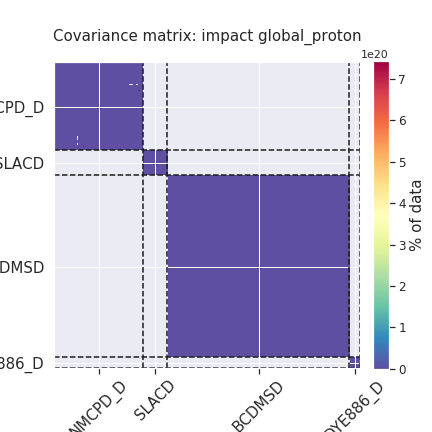 Covariance matrix: impact global_proton
1e20
7
6
5
4
3
2
1
0
% of data
CPD_D
SLACD
DMSD
886_D
NMCPD_D
SLACD
BCDMSD
DYE886_D